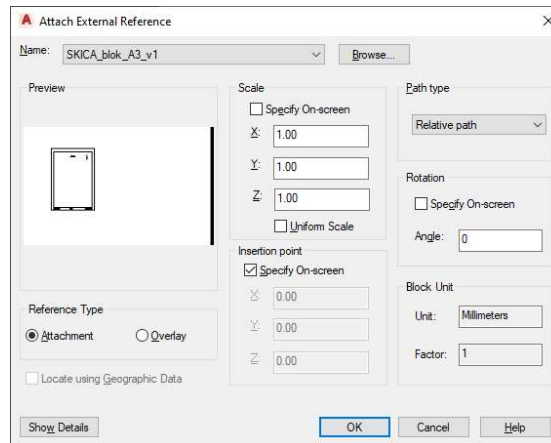 Attach External Reference
Name: SKICA_blok_A3_v1 Browse...
Preview
Scale
Specify On-screen
X: 1.00
Y: 1.00
Z: 1.00
Uniform Scale
Path type
Relative path
Rotation
Specify On-screen
Angle: 0
Insertion point
Specify On-screen
X: 0.00
Y: 0.00
Z: 0.00
Block Unit
Unit: Millimeters
Factor: 1
Reference Type
Attachment Overlay
Locate using Geographic Data
Show Details OK Cancel Help